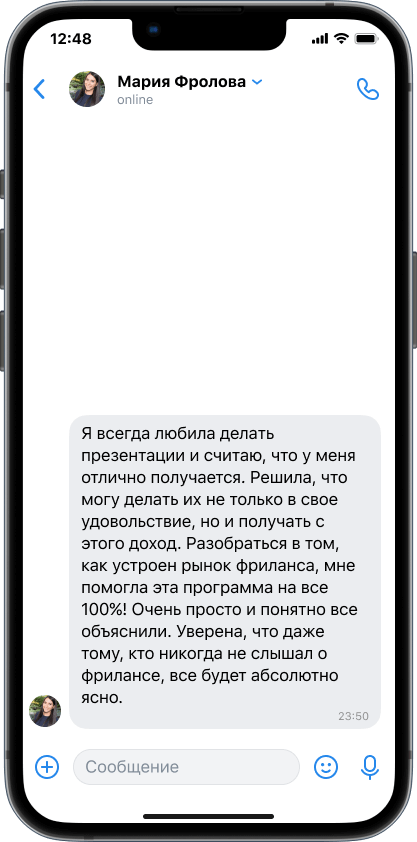 12:48
Мария Фролова
online
Я всегда любила делать
презентации и считаю, что у меня
отлично получается. Решила, что
могу делать их не только в свое
удовольствие, но и получать с
этого доход. Разобраться в том,
как устроен рынок фриланса, мне
помогла эта программа на все
100%! Очень просто и понятно все
объяснили. Уверена, что даже
тому, кто никогда не слышал о
фрилансе, все будет абсолютно
ясно.
23:50
Сообщение